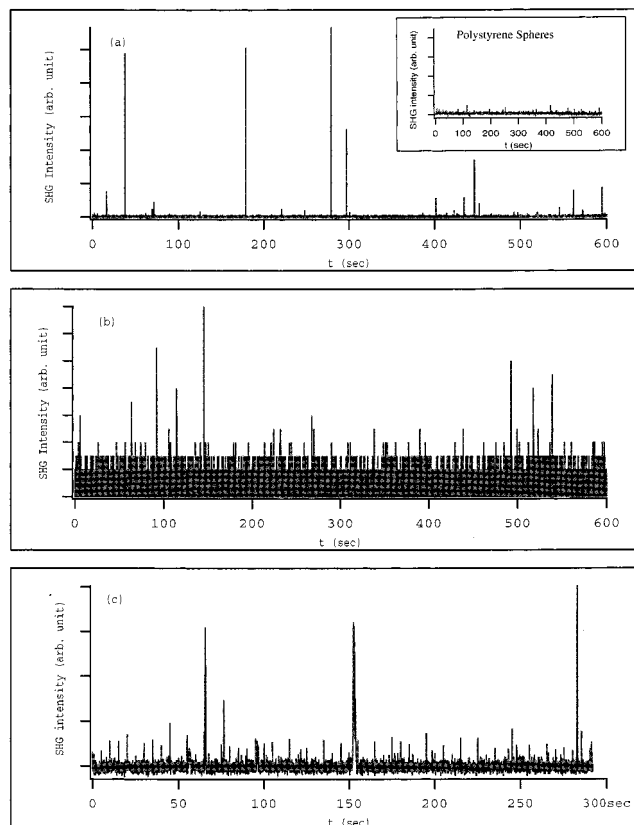 (a)
SHG Intensity (arb. unit)
Polystyrene Spheres
SHG intensity (arb. unit)
0 100 200 300 400 500 600
t (sec)
0 100 200 300 400 500 600
t (sec)
(b)
SHG Intensity (arb. unit)
0 100 200 300 400 500 600
t (sec)
(c)
SHG intensity (arb. unit)
0 50 100 150 200 250 300sec
t (sec)